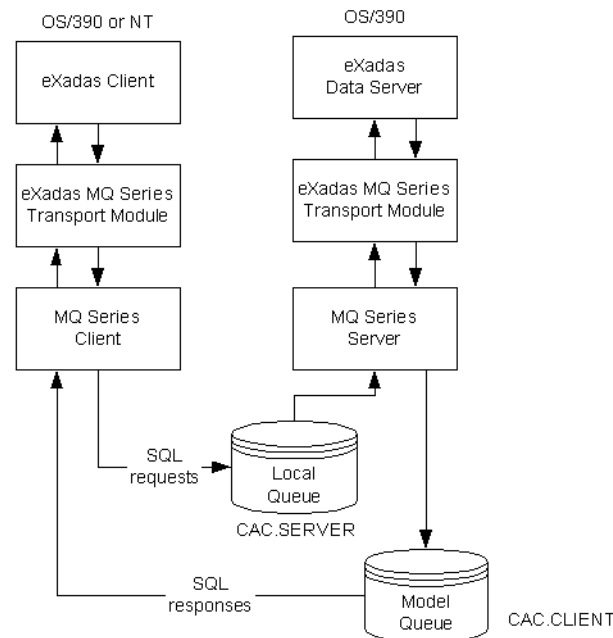 OS/390 or NT
OS/390
eXadas Client
eXadas
Data Server
eXadas MQ Series
Transport Module
eXadas MQ Series
Transport Module
MQ Series
Client
MQ Series
Server
SQL
requests
Local
Queue
CAC.SERVER
SQL
responses
Model
Queue
CAC.CLIENT